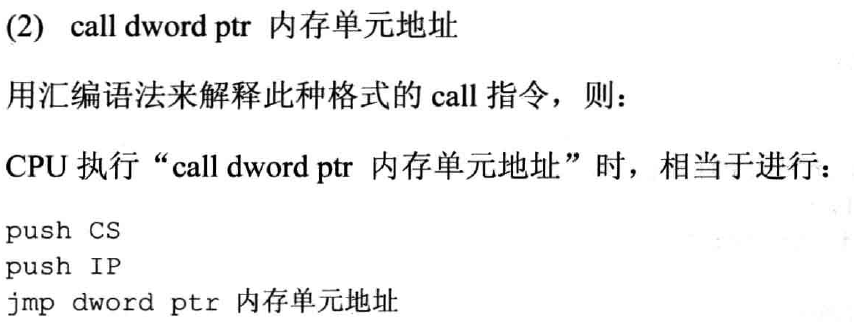 (2) call dword ptr 内存单元地址
用汇编语法来解释此种格式的 call 指令，则：
CPU 执行“call dword ptr 内存单元地址”时，相当于进行：
push CS
push IP
jmp dword ptr 内存单元地址